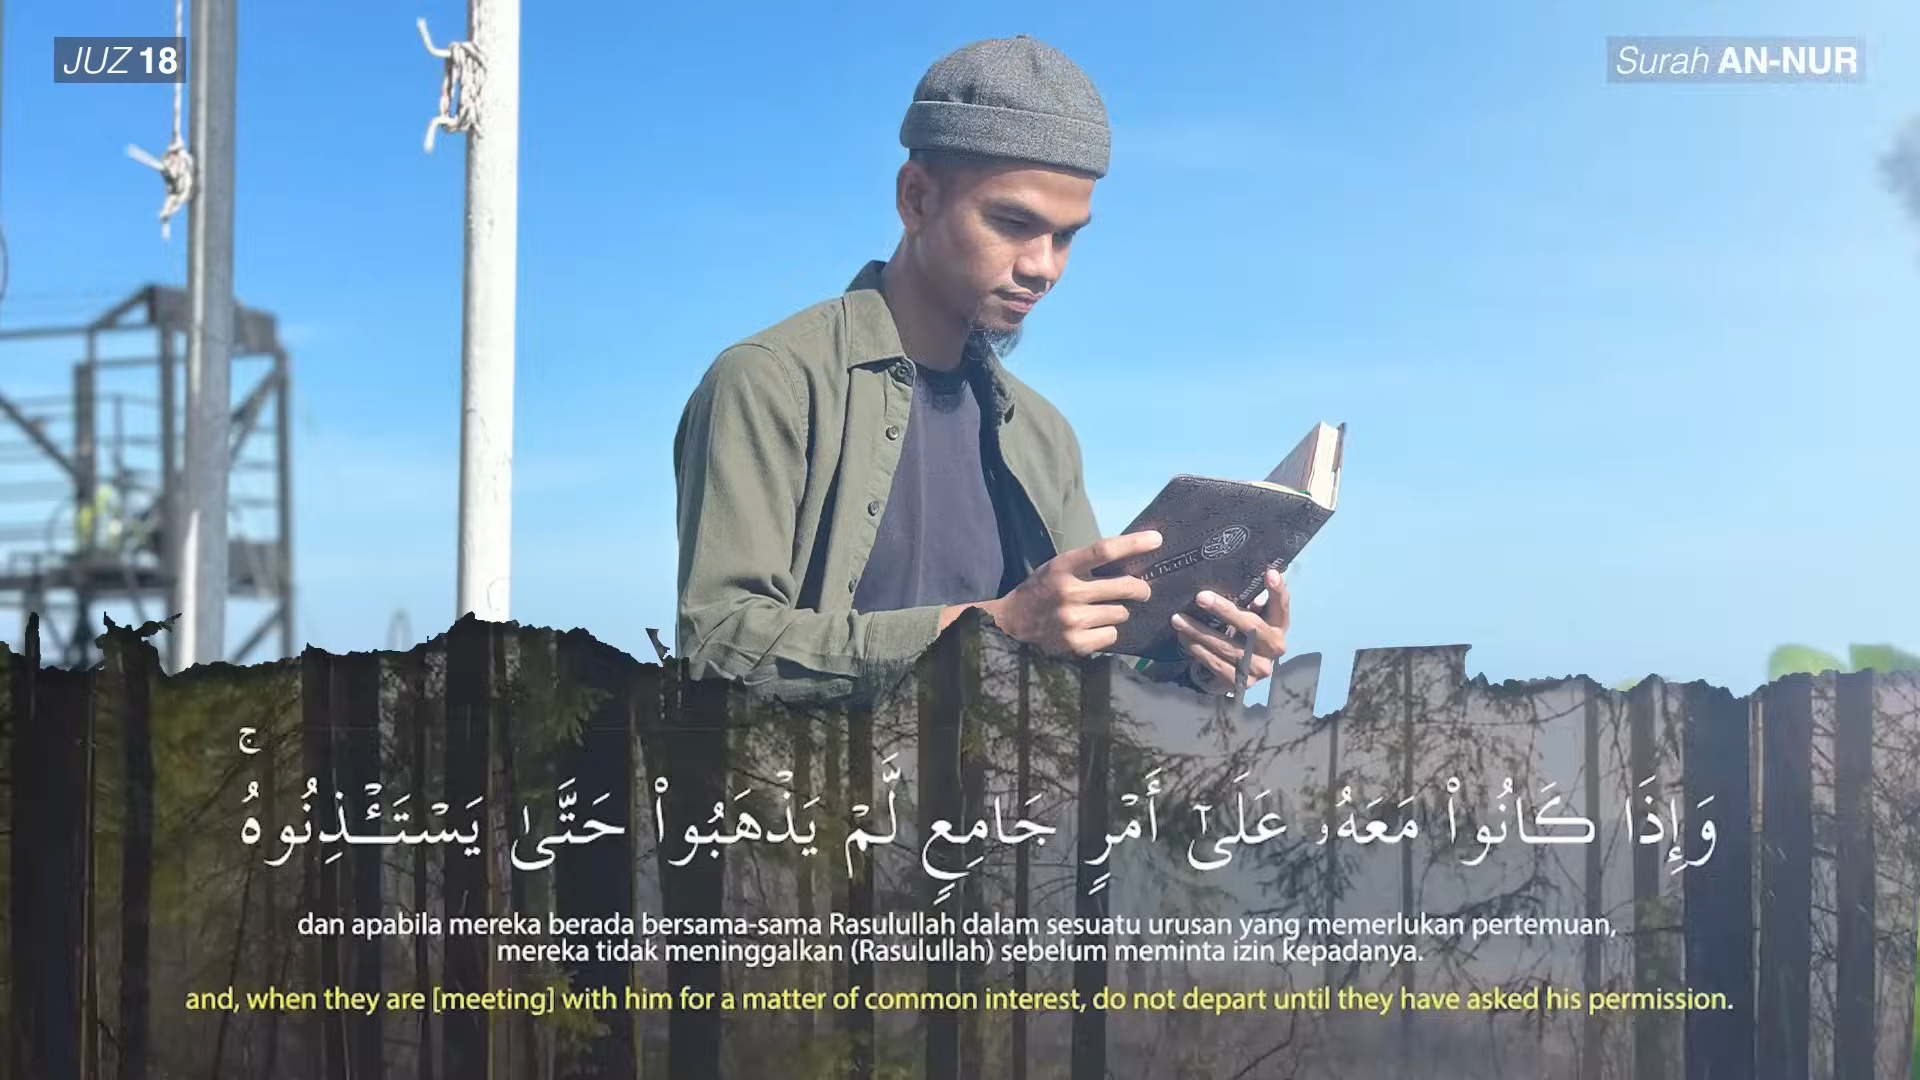 JUZ 18
Surah AN-NUR
وَإِذَا كَانُوا۟ مَعَهُۥ عَلَىٰٓ أَمْرٍ جَامِعٍ لَّمْ يَذْهَبُوا۟ حَتَّىٰ يَسْتَـْٔذِنُوهُ ۚ
dan apabila mereka berada bersama-sama Rasulullah dalam sesuatu urusan yang memerlukan pertemuan,
mereka tidak meninggalkan (Rasulullah) sebelum meminta izin kepadanya.
and, when they are [meeting] with him for a matter of common interest, do not depart until they have asked his permission.